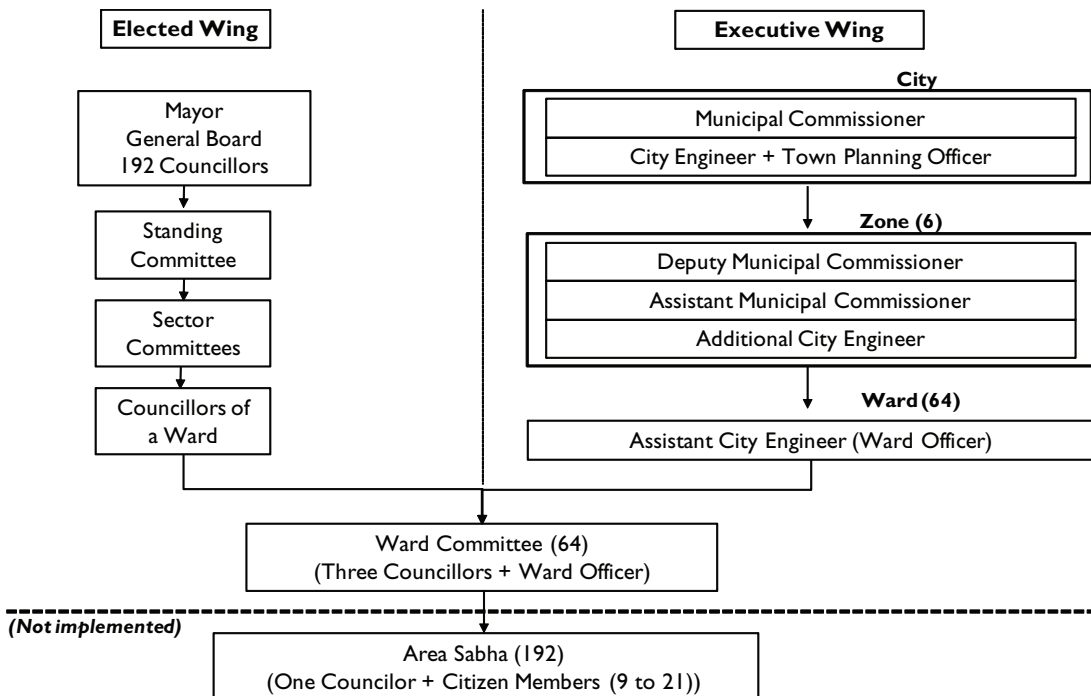 Elected Wing
Mayor
General Board
192 Councillors
Standing
Committee
Sector
Committees
Councillors of
a Ward
Executive Wing
City
Municipal Commissioner
City Engineer + Town Planning Officer
Zone (6)
Deputy Municipal Commissioner
Assistant Municipal Commissioner
Additional City Engineer
Ward (64)
Assistant City Engineer (Ward Officer)
Ward Committee (64)
(Three Councillors + Ward Officer)
(Not implemented)
Area Sabha (192)
(One Councilor + Citizen Members (9 to 21))